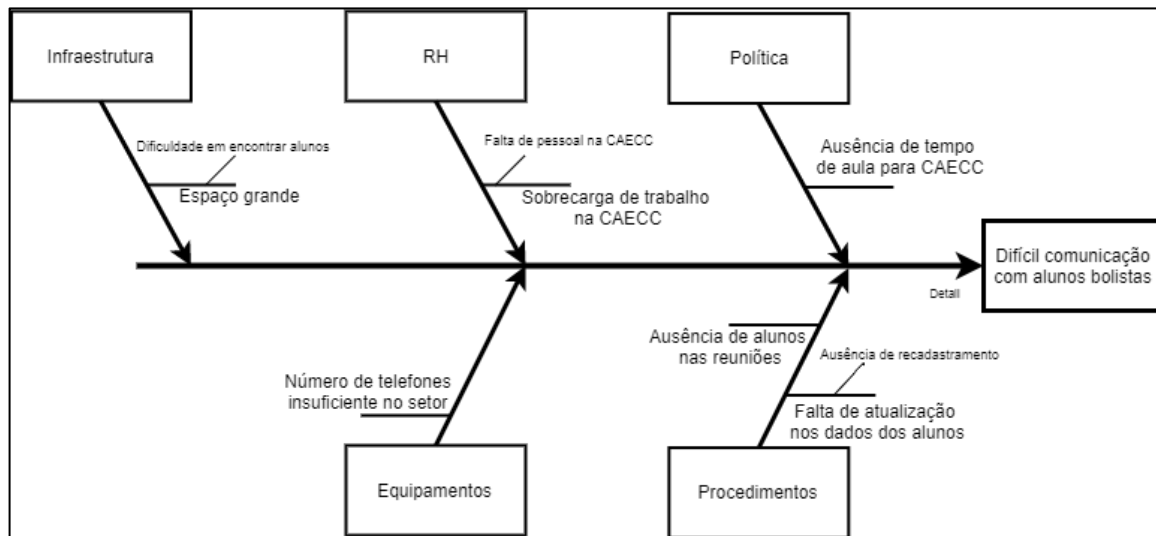 Infraestrutura
RH
Política
Dificuldade em encontrar alunos
Espaço grande
Falta de pessoal na CAECC
Sobrecarga de trabalho
na CAECC
Ausência de tempo
de aula para CAECC
Difícil comunicação
com alunos bolistas
Detail
Número de telefones
insuficiente no setor
Ausência de alunos
nas reuniões
Ausência de recadastramento
Falta de atualização
nos dados dos alunos
Equipamentos
Procedimentos